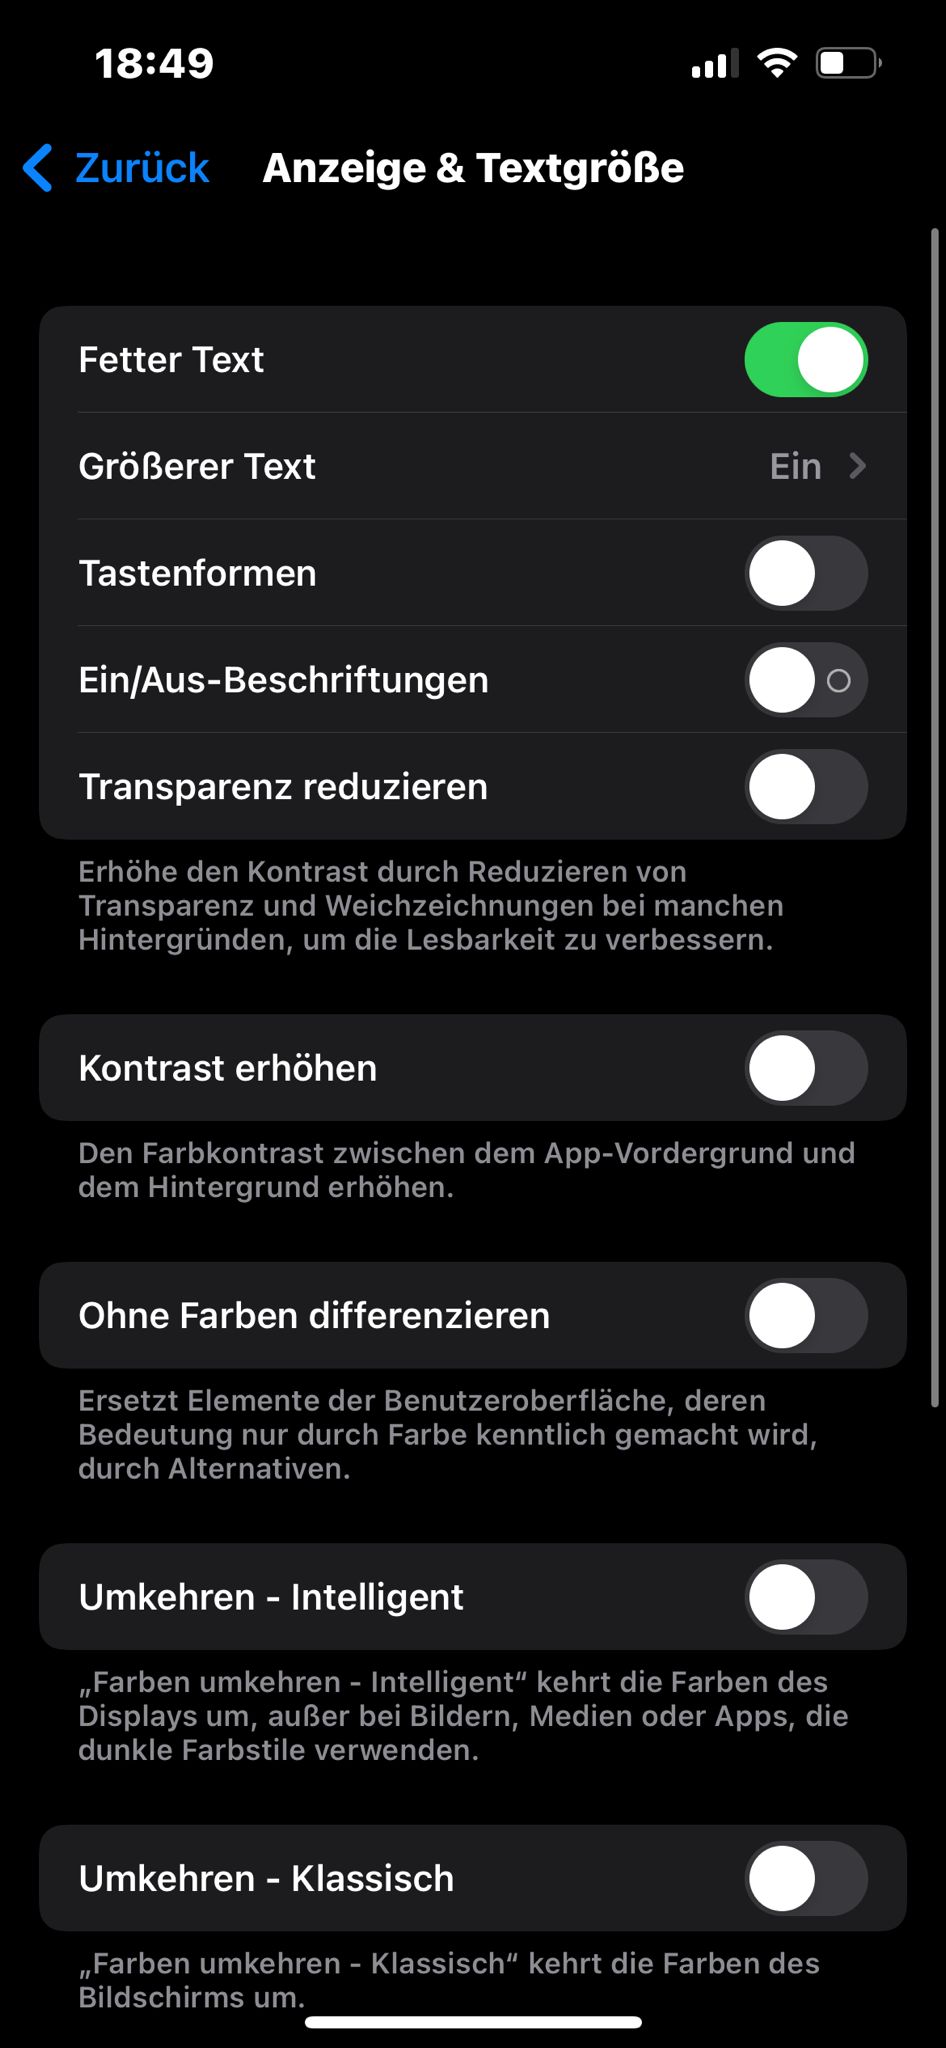 18:49
Zurück
Anzeige & Textgröße
Fetter Text
Größerer Text Ein
Tastenformen
Ein/Aus-Beschriftungen
Transparenz reduzieren
Erhöhe den Kontrast durch Reduzieren von
Transparenz und Weichzeichnungen bei manchen
Hintergründen, um die Lesbarkeit zu verbessern.
Kontrast erhöhen
Den Farbkontrast zwischen dem App-Vordergrund und
dem Hintergrund erhöhen.
Ohne Farben differenzieren
Ersetzt Elemente der Benutzeroberfläche, deren
Bedeutung nur durch Farbe kenntlich gemacht wird,
durch Alternativen.
Umkehren - Intelligent
„Farben umkehren - Intelligent“ kehrt die Farben des
Displays um, außer bei Bildern, Medien oder Apps, die
dunkle Farbstile verwenden.
Umkehren - Klassisch
„Farben umkehren - Klassisch“ kehrt die Farben des
Bildschirms um.